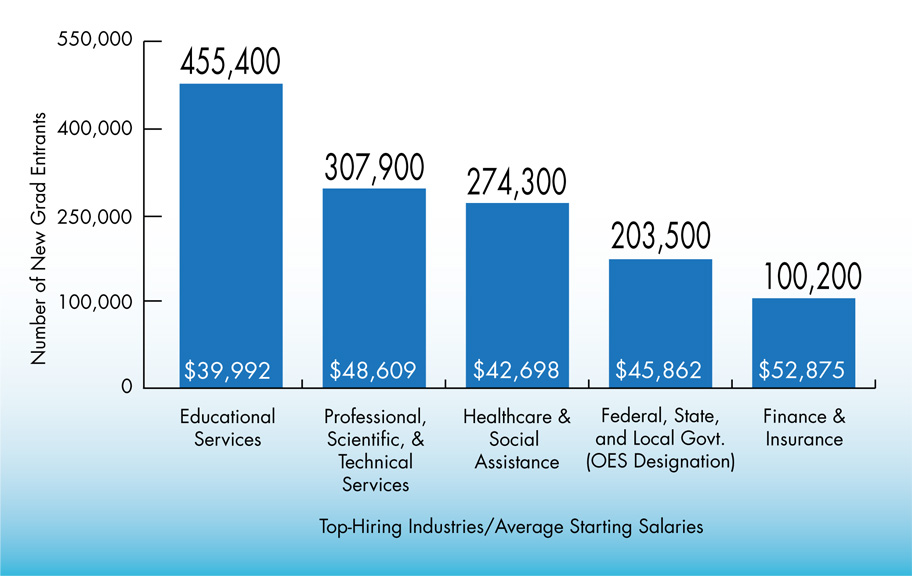 550,000
400,000
250,000
100,000
0
Number of New Grad Entrants
455,400
307,900
274,300
203,500
100,200
$39,992
$48,609
$42,698
$45,862
$52,875
Educational
Services
Professional,
Scientific, &
Technical
Services
Healthcare &
Social
Assistance
Federal, State,
and Local Govt.
(OES Designation)
Finance &
Insurance
Top-Hiring Industries/Average Starting Salaries